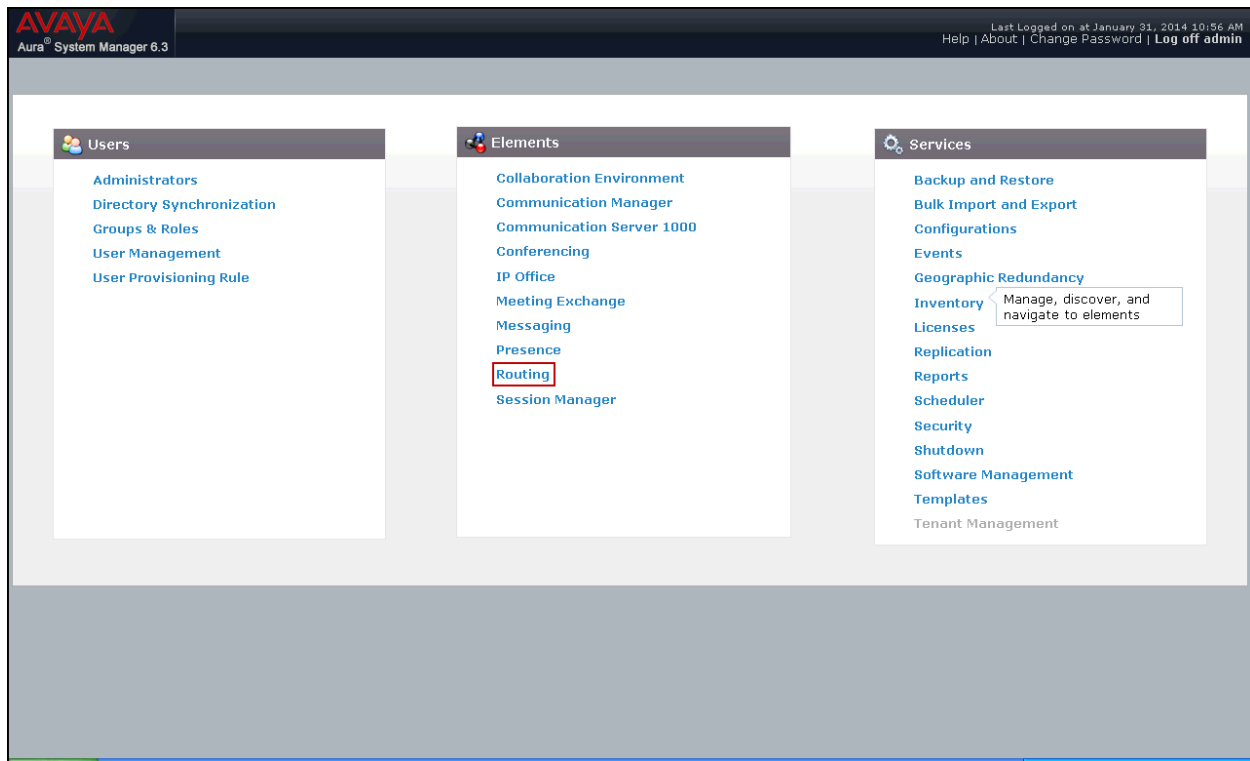 AVAYA
Aura® System Manager 6.3
Last Logged on at January 31, 2014 10:56 AM
Help | About | Change Password | Log off admin
Users
Administrators
Directory Synchronization
Groups & Roles
User Management
User Provisioning Rule
Elements
Collaboration Environment
Communication Manager
Communication Server 1000
Conferencing
IP Office
Meeting Exchange
Messaging
Presence
Routing
Session Manager
Services
Backup and Restore
Bulk Import and Export
Configurations
Events
Geographic Redundancy
Inventory
Manage, discover, and
navigate to elements
Licenses
Replication
Reports
Scheduler
Security
Shutdown
Software Management
Templates
Tenant Management